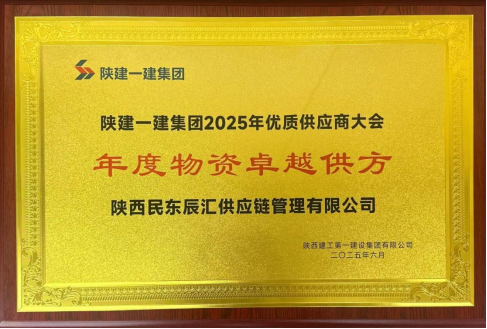 陕建一建集团
陕建一建集团2025年优质供应商大会
年度物资卓越供方
陕西民东辰汇供应链管理有限公司
陕西建工第一建设集团有限公司
二〇二五年六月